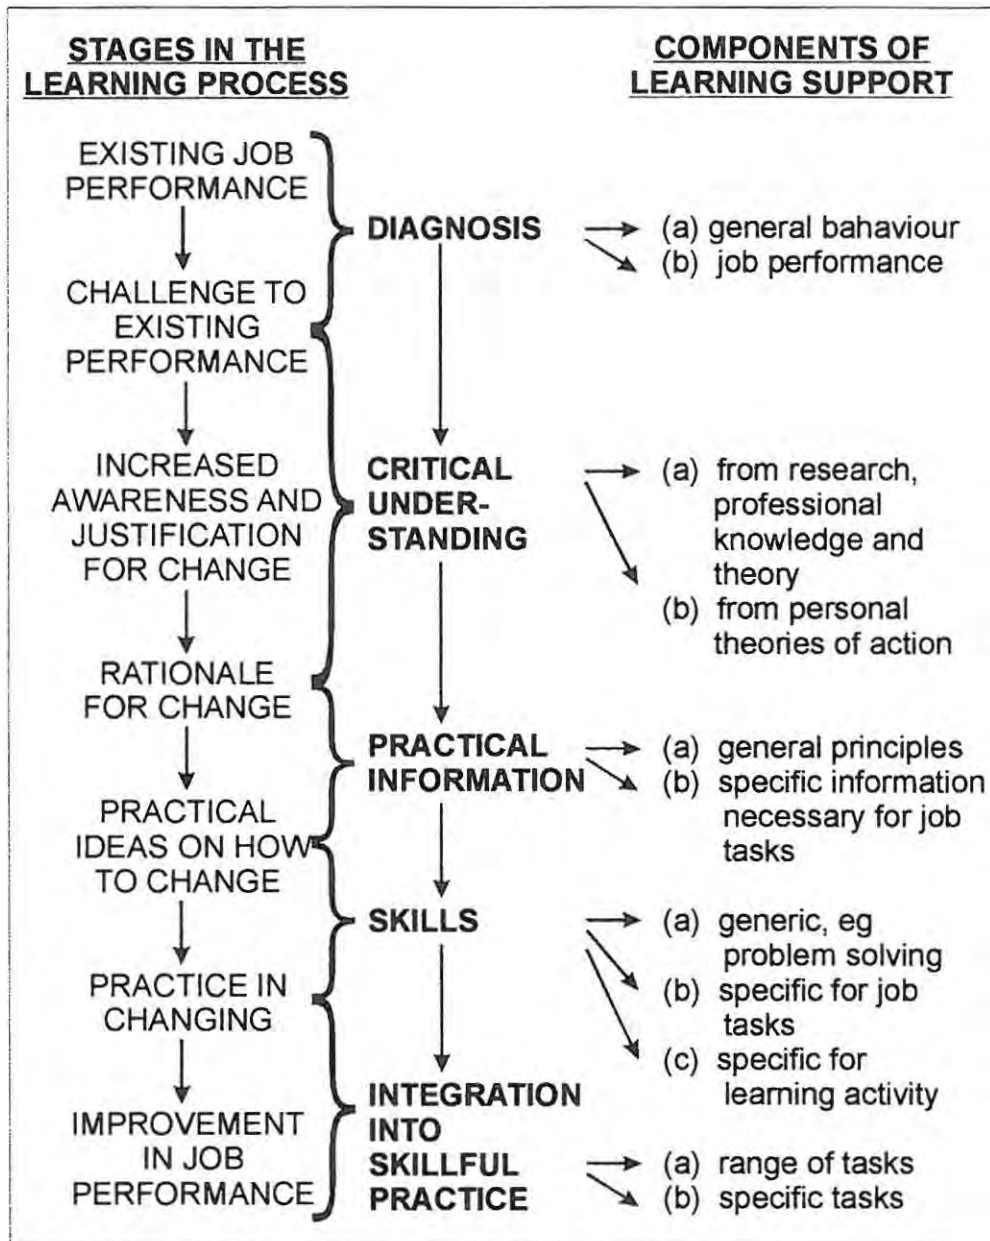 STAGES IN THE
LEARNING PROCESS
EXISTING JOB
PERFORMANCE
CHALLENGE TO
EXISTING
PERFORMANCE
INCREASED
AWARENESS AND
JUSTIFICATION
FOR CHANGE
RATIONALE
FOR CHANGE
PRACTICAL
IDEAS ON HOW
TO CHANGE
PRACTICE IN
CHANGING
IMPROVEMENT
IN JOB
PERFORMANCE
DIAGNOSIS
CRITICAL
UNDER-
STANDING
PRACTICAL
INFORMATION
SKILLS
INTEGRATION
INTO
SKILLFUL
PRACTICE
COMPONENTS OF
LEARNING SUPPORT
(a) general bahaviour
(b) job performance
(a) from research,
professional
knowledge and
theory
(b) from personal
theories of action
(a) general principles
(b) specific information
necessary for job
tasks
(a) generic, eg
problem solving
(b) specific for job
tasks
(c) specific for
learning activity
(a) range of tasks
(b) specific tasks